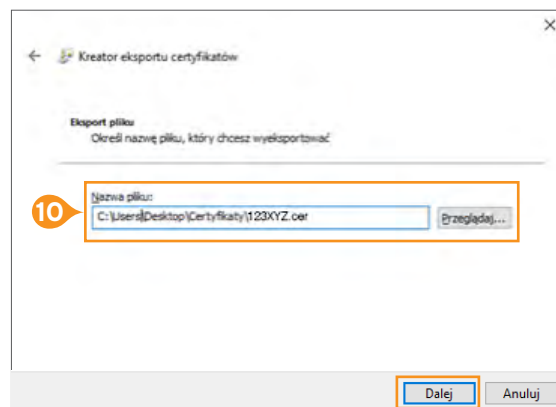 Kreator eksportu certyfikatów
Eksport pliku
Określ nazwę pliku, który chcesz wyeksportować
10
Nazwa pliku:
C:\Users\Desktop\Certyfikaty\123XYZ.cer
Przeglądaj...
Dalej
Anuluj